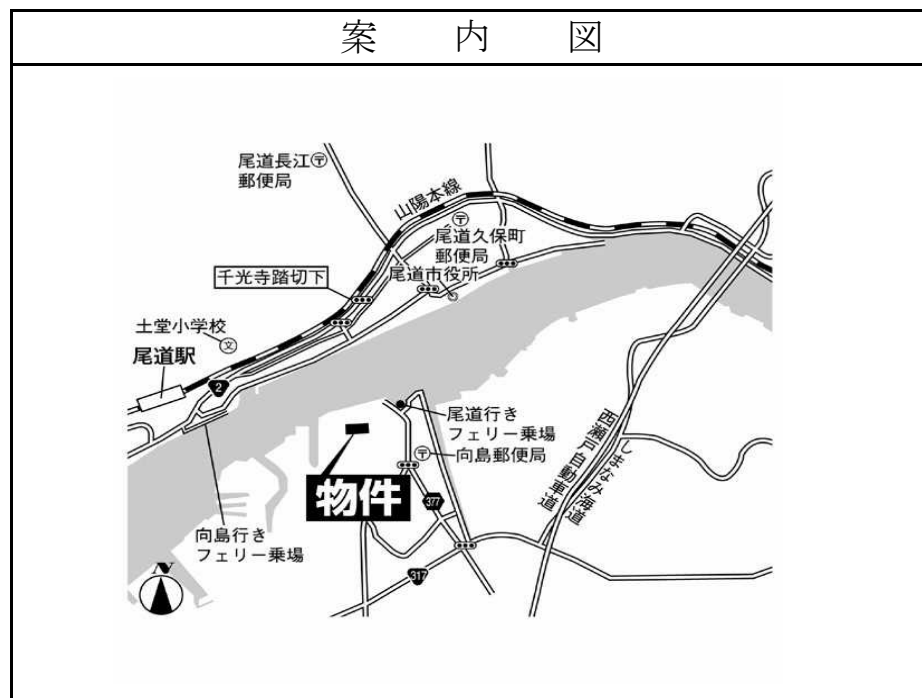 案内図
尾道長江〒
郵便局
山陽本線
〒
尾道久保町
郵便局
尾道市役所
千光寺踏切下
土堂小学校
文
尾道駅
2
尾道行き
フェリー乗場
〒向島郵便局
物件
377
しまなみ海道
西瀬戸自動車道
向島行き
フェリー乗場
317
N